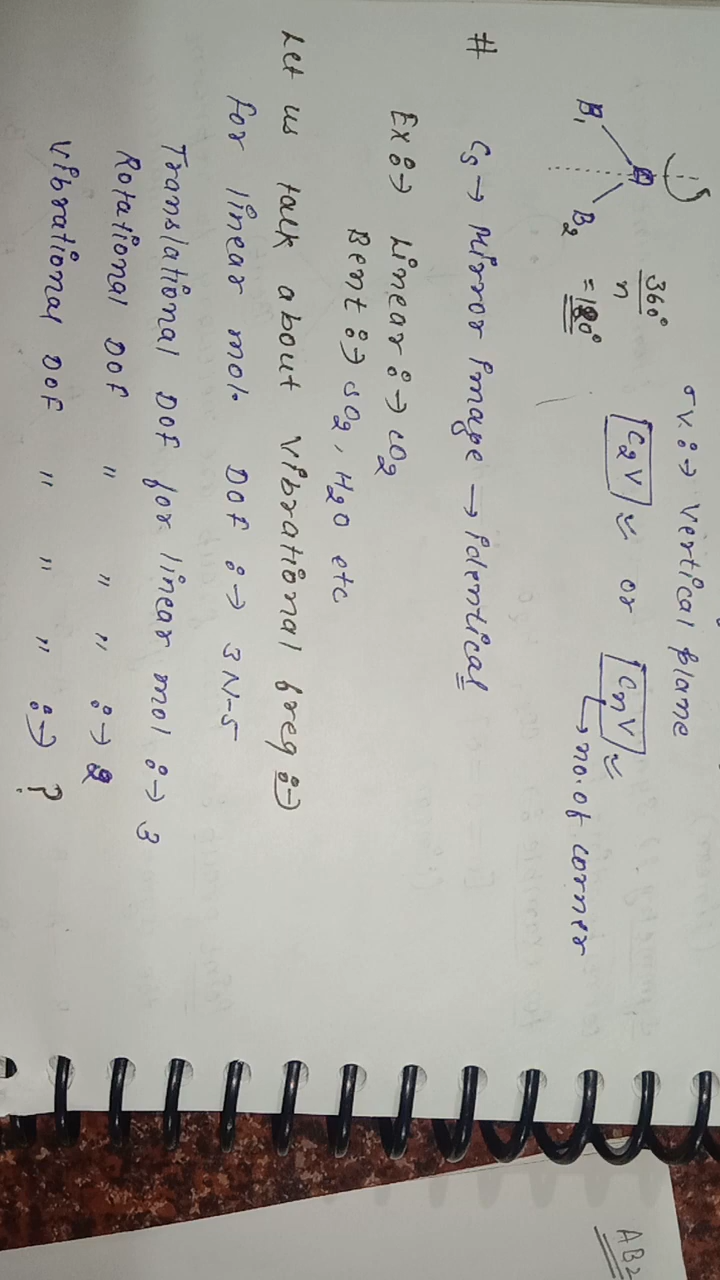 σv :→ vertical plane
360°
n
= 180°
C2V or CnV
→ no. of corner
B1 B2
# Cs → Mirror image → identical
Ex :→ Linear :→ CO2
Bent :→ SO2, H2O etc
Let us talk about vibrational freq :→
for linear mol. DOF :→ 3N-5
Translational DOF for linear mol :→ 3
Rotational DOF " " " :→ 2
Vibrational DOF " " " :→ ?
AB2